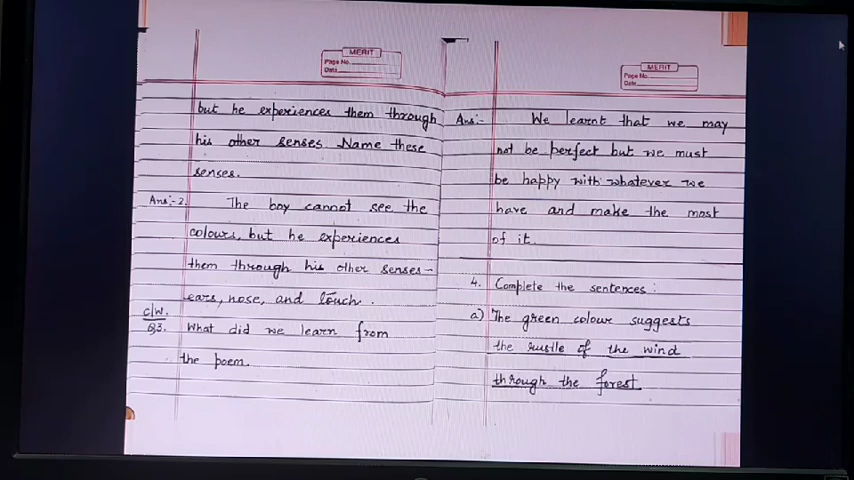 MERIT
Page No.
Date
but he experiences them through
his other senses. Name these
senses.
Ans:-2. The boy cannot see the
colours, but he experiences
them through his other senses-
ears, nose, and touch.
C/W.
Q3. What did we learn from
the poem.
MERIT
Page No.
Date
Ans:- We learnt that we may
not be perfect but we must
be happy with whatever we
have and make the most
of it.
4. Complete the sentences:
a) The green colour suggests
the rustle of the wind
through the forest.